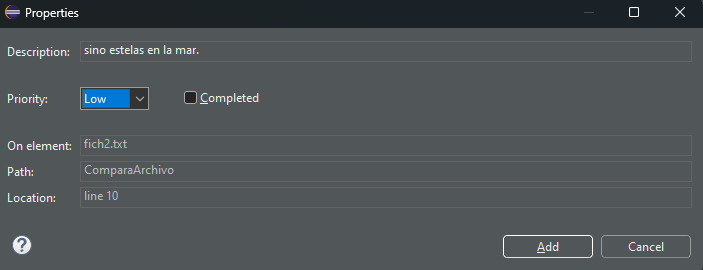 Properties
Description: sino estelas en la mar.
Priority: Low Completed
On element: fich2.txt
Path: ComparaArchivo
Location: line 10
? Add Cancel